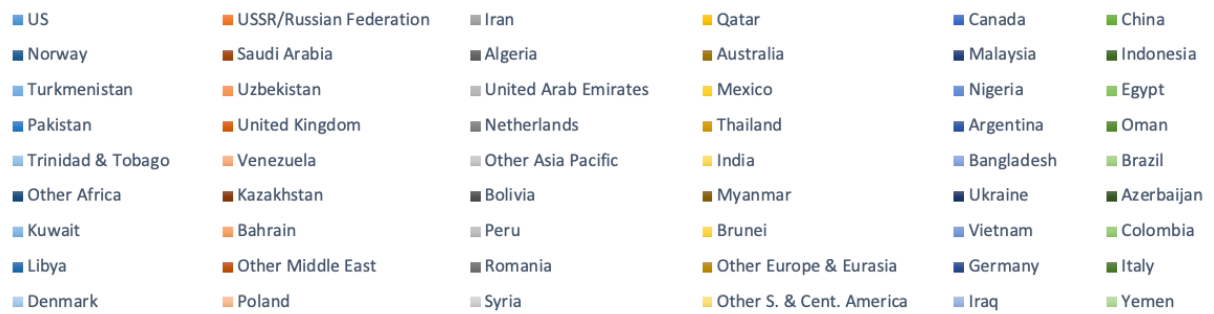 US USSR/Russian Federation Iran Qatar Canada China
Norway Saudi Arabia Algeria Australia Malaysia Indonesia
Turkmenistan Uzbekistan United Arab Emirates Mexico Nigeria Egypt
Pakistan United Kingdom Netherlands Thailand Argentina Oman
Trinidad & Tobago Venezuela Other Asia Pacific India Bangladesh Brazil
Other Africa Kazakhstan Bolivia Myanmar Ukraine Azerbaijan
Kuwait Bahrain Peru Brunei Vietnam Colombia
Libya Other Middle East Romania Other Europe & Eurasia Germany Italy
Denmark Poland Syria Other S. & Cent. America Iraq Yemen